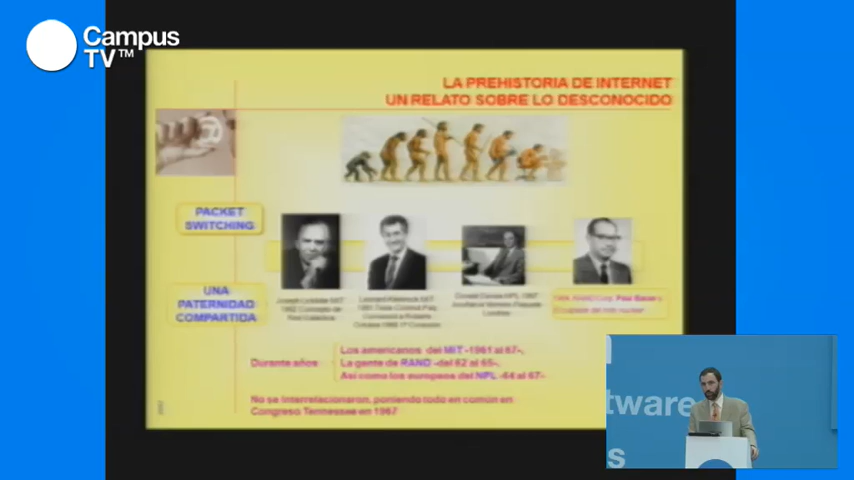 Campus
TV™
LA PREHISTORIA DE INTERNET
UN RELATO SOBRE LO DESCONOCIDO
PACKET
SWITCHING
UNA
PATERNIDAD
COMPARTIDA
Los americanos del MIT -1961 al 67-,
Durante años
La gente de RAND -del 62 al 65-,
Así como los europeos del NPL -64 al 67-
No se interrelacionaron, poniendo todo en común en
Congreso Tennessee en 1967
tware
s